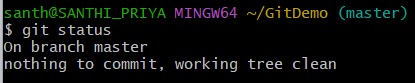 santh@SANTHI_PRIYA MINGW64 ~/GitDemo (master)
$ git status
On branch master
nothing to commit, working tree clean